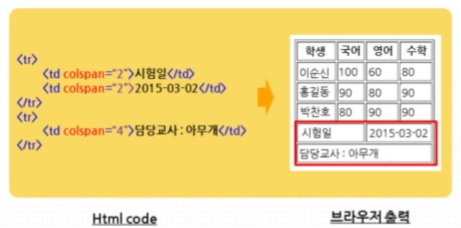 <tr>
<td colspan="2">시험일</td>
<td colspan="2">2015-03-02</td>
</tr>
<tr>
<td colspan="4">담당교사 : 아무개</td>
</tr>
학생 국어 영어 수학
이순신 100 60 80
홍길동 90 80 90
박찬호 80 90 90
시험일 2015-03-02
담당교사 : 아무개
Html code
브라우저 출력